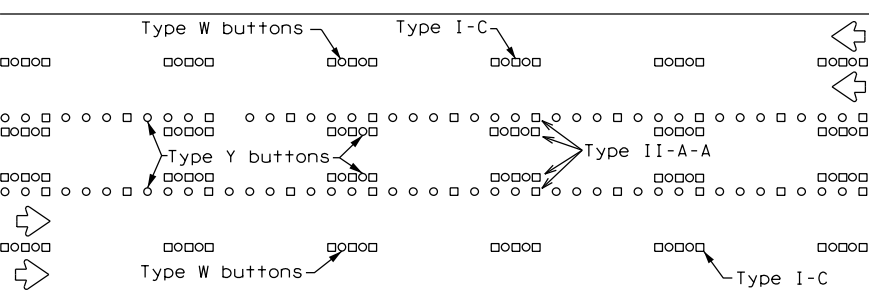 Type W buttons
Type I-C
Type Y buttons
Type II-A-A
Type W buttons
Type I-C